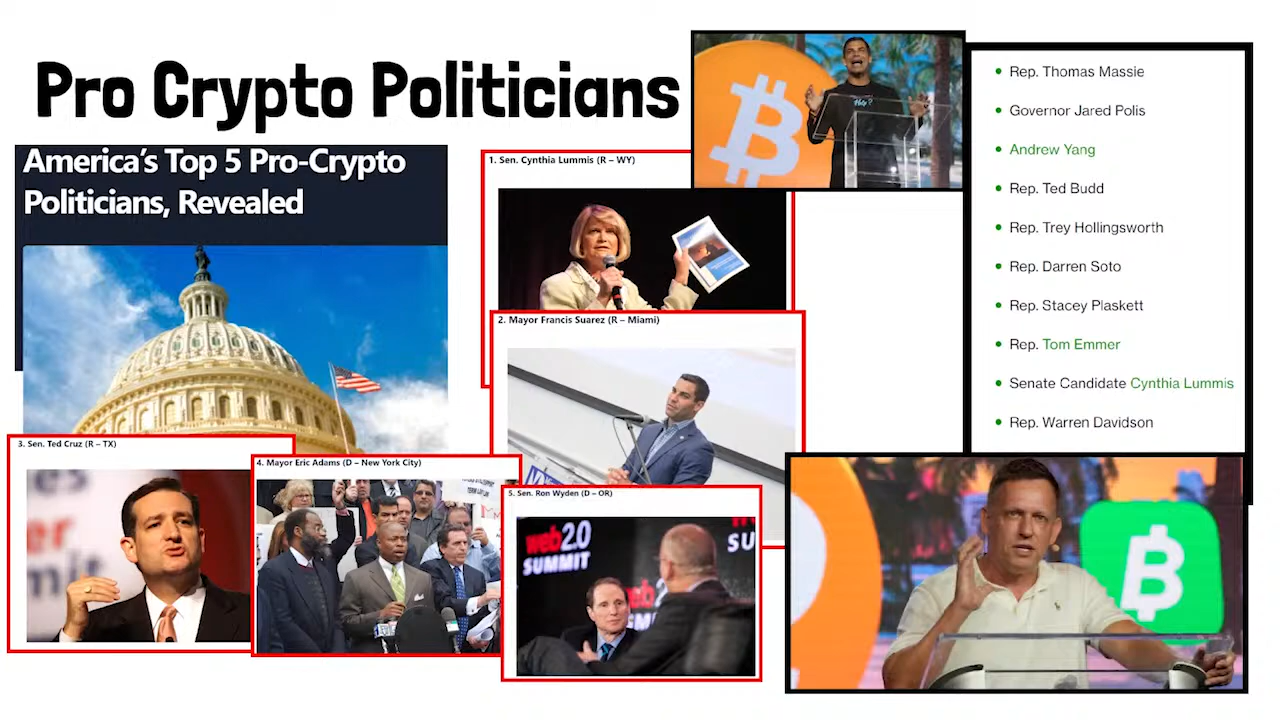 Pro Crypto Politicians
America's Top 5 Pro-Crypto
Politicians, Revealed
1. Sen. Cynthia Lummis (R – WY)
2. Mayor Francis Suarez (R – Miami)
3. Sen. Ted Cruz (R – TX)
4. Mayor Eric Adams (D – New York City)
5. Sen. Ron Wyden (D – OR)
web2.0
SUMMIT
Rep. Thomas Massie
Governor Jared Polis
Andrew Yang
Rep. Ted Budd
Rep. Trey Hollingsworth
Rep. Darren Soto
Rep. Stacey Plaskett
Rep. Tom Emmer
Senate Candidate Cynthia Lummis
Rep. Warren Davidson